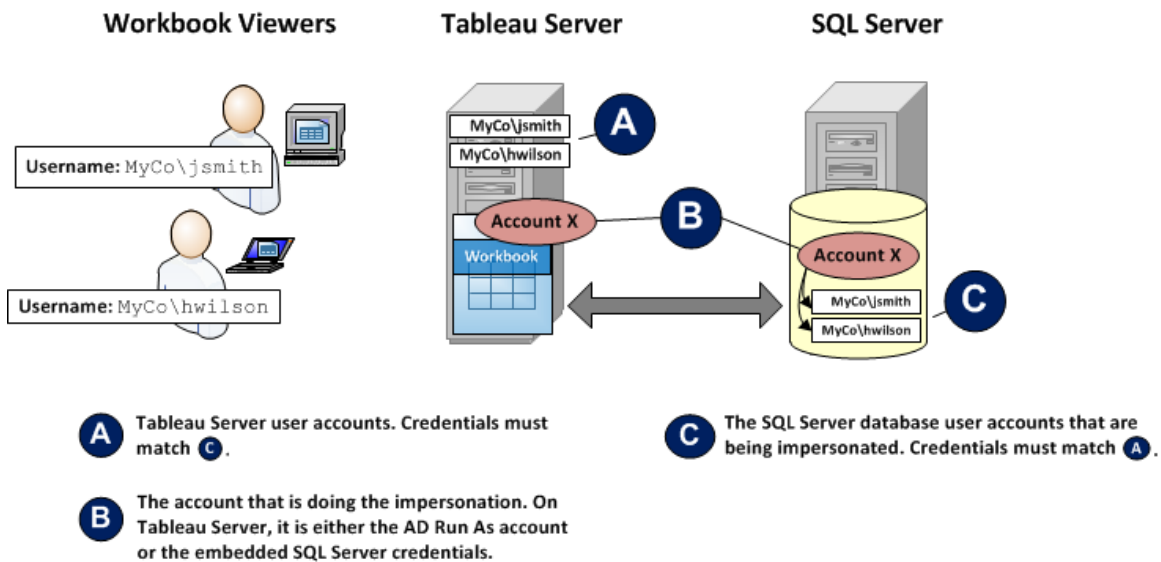 Workbook Viewers
Tableau Server
SQL Server
MyCo\jsmith
A
MyCo\hwilson
Username: MyCo\jsmith
Account X
B
Workbook
Account X
Username: MyCo\hwilson
MyCo\jsmith
C
MyCo\hwilson
A
Tableau Server user accounts. Credentials must
match C .
C
The SQL Server database user accounts that are
being impersonated. Credentials must match A .
B
The account that is doing the impersonation. On
Tableau Server, it is either the AD Run As account
or the embedded SQL Server credentials.